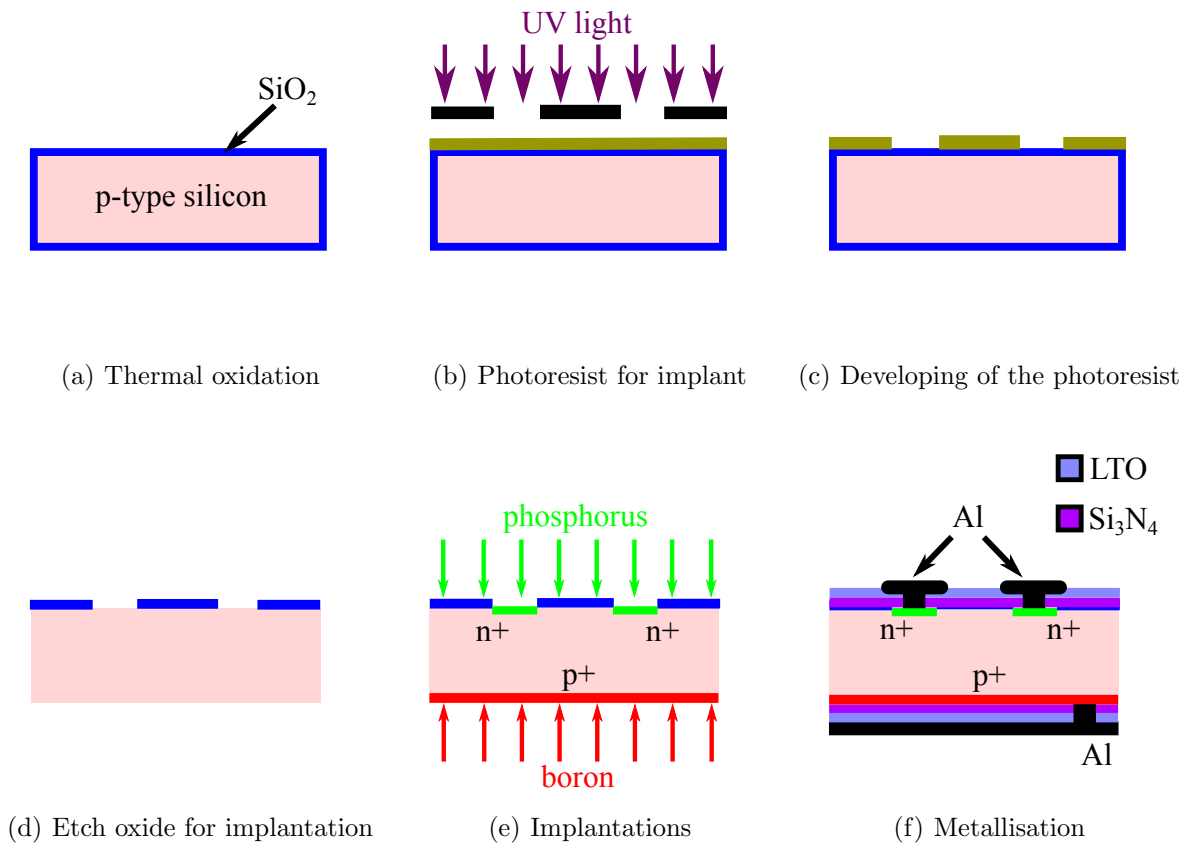 UV light
SiO₂
p-type silicon
(a) Thermal oxidation
(b) Photoresist for implant
(c) Developing of the photoresist
LTO
Si₃N₄
phosphorus
Al
n+
n+
p+
n+
n+
p+
boron
Al
(d) Etch oxide for implantation
(e) Implantations
(f) Metallisation